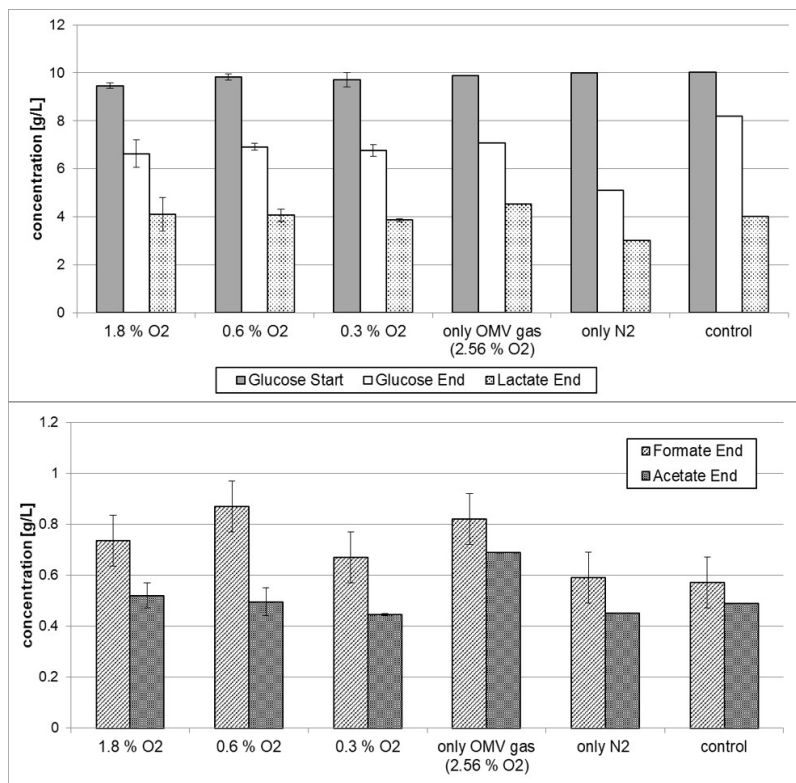 12
10
8
6
4
2
0
concentration [g/L]
1.8 % O2 0.6 % O2 0.3 % O2 only OMV gas only N2 control
(2.56 % O2)
Glucose Start Glucose End Lactate End
1.2
1
0.8
0.6
0.4
0.2
0
concentration [g/L]
Formate End
Acetate End
1.8 % O2 0.6 % O2 0.3 % O2 only OMV gas only N2 control
(2.56 % O2)